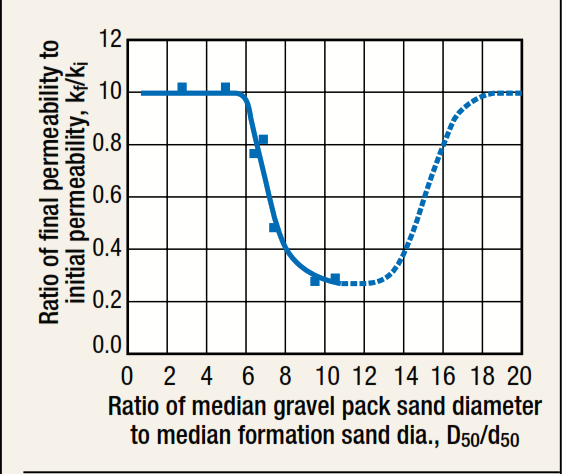 Ratio of final permeability to
initial permeability, kf/ki
12
10
0.8
0.6
0.4
0.2
0.0
0 2 4 6 8 10 12 14 16 18 20
Ratio of median gravel pack sand diameter
to median formation sand dia., D50/d50